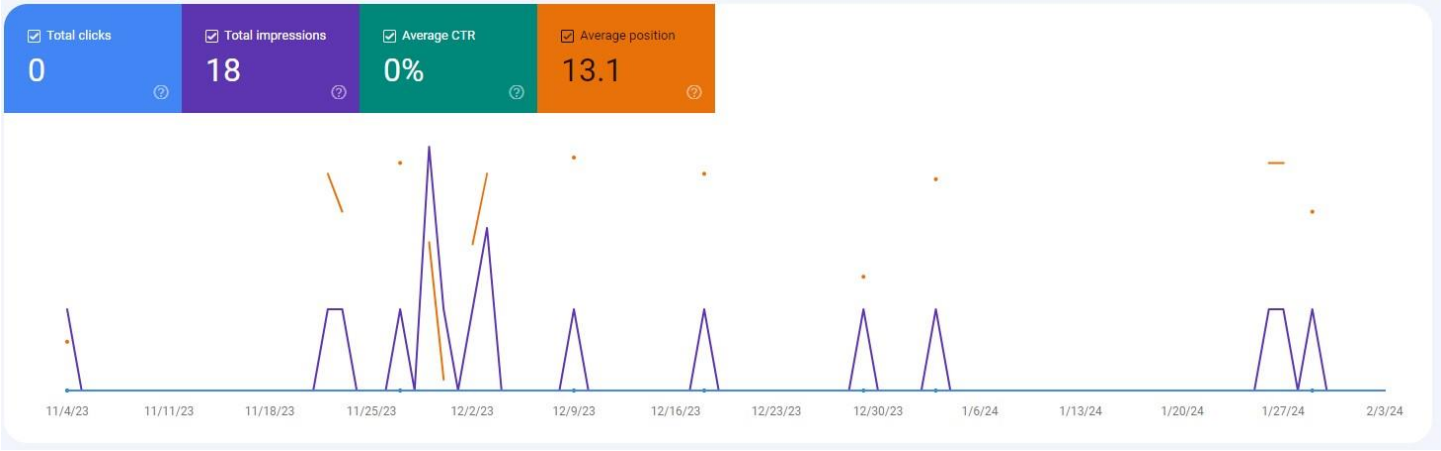 Total clicks
0
Total impressions
18
Average CTR
0%
Average position
13.1
11/4/23 11/11/23 11/18/23 11/25/23 12/2/23 12/9/23 12/16/23 12/23/23 12/30/23 1/6/24 1/13/24 1/20/24 1/27/24 2/3/24